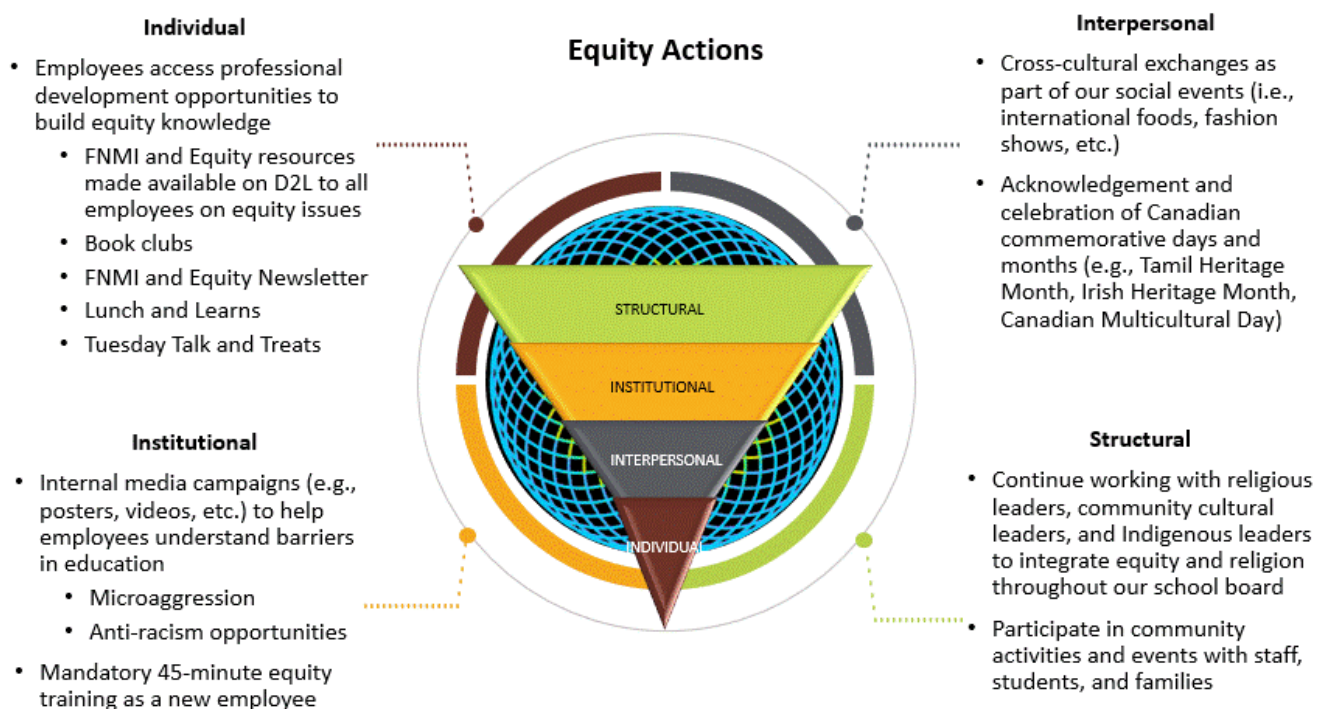 Equity Actions
Individual
• Employees access professional
development opportunities to
build equity knowledge
• FNMI and Equity resources
made available on D2L to all
employees on equity issues
• Book clubs
• FNMI and Equity Newsletter
• Lunch and Learns
• Tuesday Talk and Treats
Interpersonal
• Cross-cultural exchanges as
part of our social events (i.e.,
international foods, fashion
shows, etc.)
• Acknowledgement and
celebration of Canadian
commemorative days and
months (e.g., Tamil Heritage
Month, Irish Heritage Month,
Canadian Multicultural Day)
STRUCTURAL
INSTITUTIONAL
INTERPERSONAL
INDIVIDUAL
Institutional
• Internal media campaigns (e.g.,
posters, videos, etc.) to help
employees understand barriers
in education
• Microaggression
• Anti-racism opportunities
• Mandatory 45-minute equity
training as a new employee
Structural
• Continue working with religious
leaders, community cultural
leaders, and Indigenous leaders
to integrate equity and religion
throughout our school board
• Participate in community
activities and events with staff,
students, and families